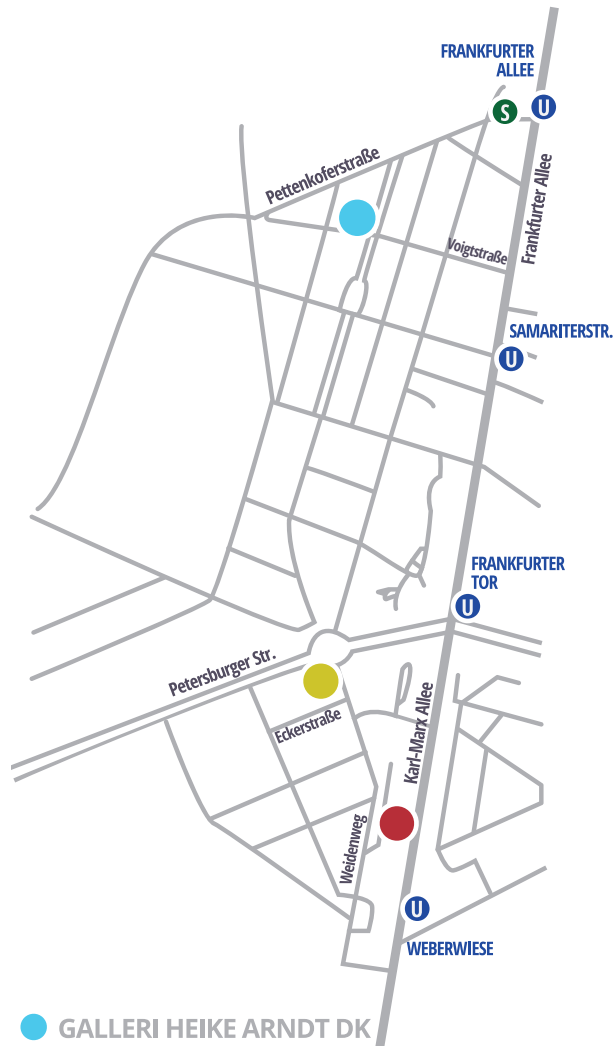 FRANKFURTER
ALLEE
S
U
Pettenkoferstraße
Frankfurter Allee
Voigtstraße
SAMARITERSTR.
U
FRANKFURTER
TOR
U
Petersburger Str.
Eckerstraße
Karl-Marx Allee
Weidenweg
U
WEBERWIESE
GALLERI HEIKE ARNDT DK